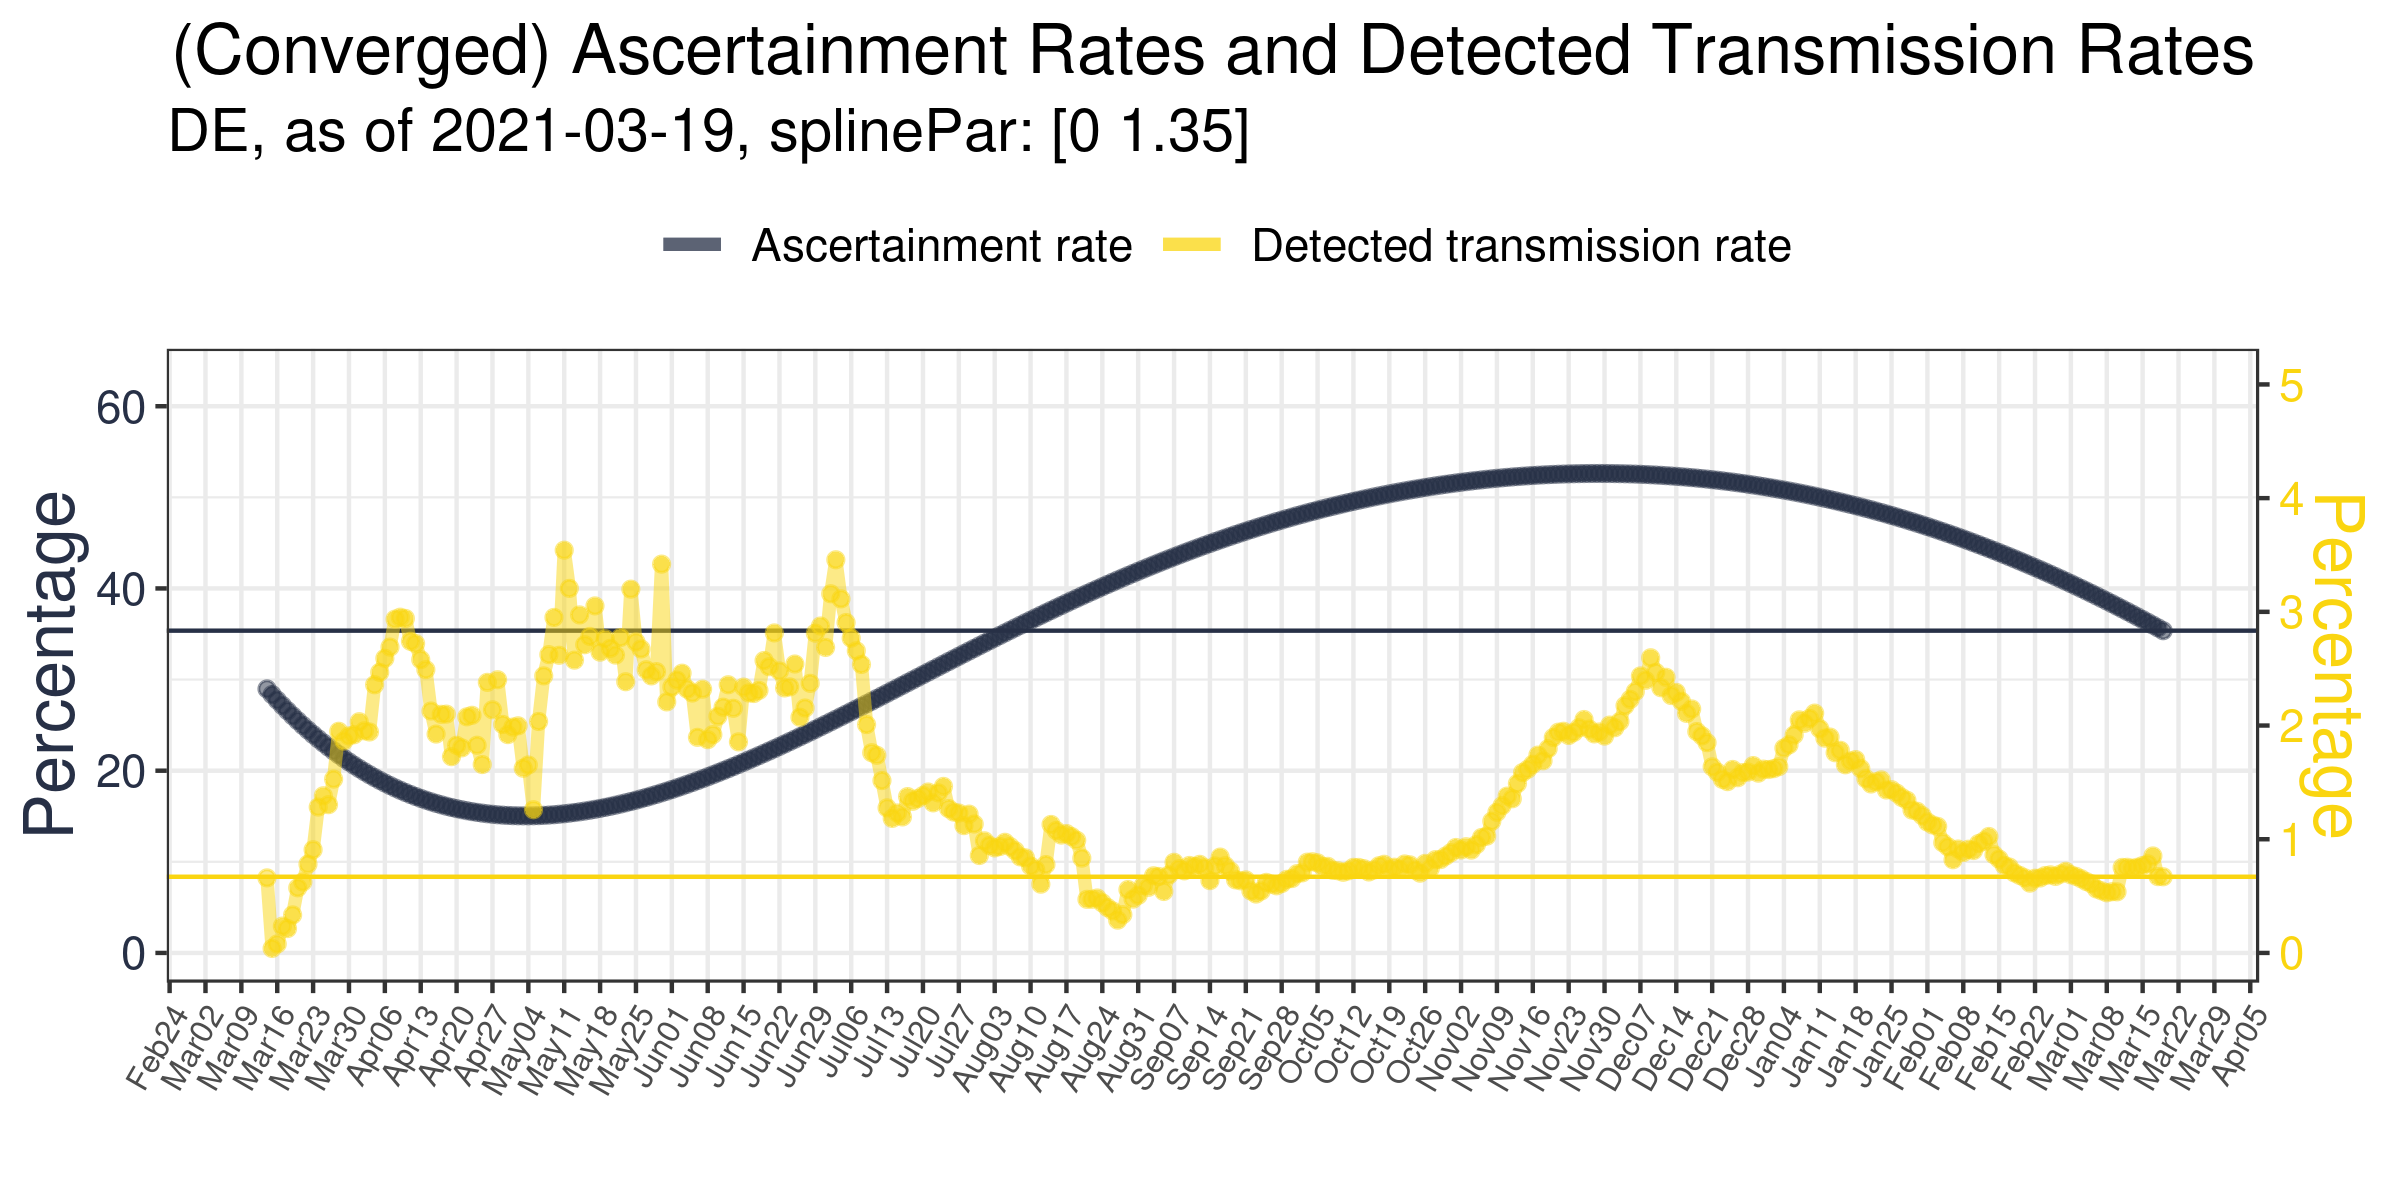 (Converged) Ascertainment Rates and Detected Transmission Rates
DE, as of 2021-03-19, splinePar: [0 1.35]
Ascertainment rate
Detected transmission rate
Percentage
60
40
20
0
5
4
3
2
1
0
Percentage
Feb24
Mar02
Mar09
Mar16
Mar23
Mar30
Apr06
Apr13
Apr20
Apr27
May04
May11
May18
May25
Jun01
Jun08
Jun15
Jun22
Jun29
Jul06
Jul13
Jul20
Jul27
Aug03
Aug10
Aug17
Aug24
Aug31
Sep07
Sep14
Sep21
Sep28
Oct05
Oct12
Oct19
Oct26
Nov02
Nov09
Nov16
Nov23
Nov30
Dec07
Dec14
Dec21
Dec28
Jan04
Jan11
Jan18
Jan25
Feb01
Feb08
Feb15
Feb22
Mar01
Mar08
Mar15
Mar22
Mar29
Apr05